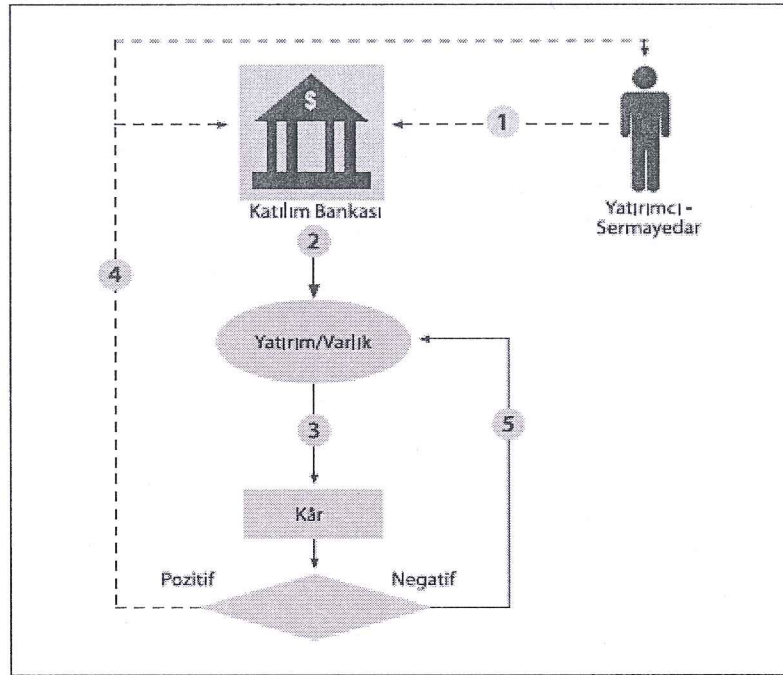 $
1
Katılım Bankası
Yatırımcı -
Sermayedar
2
4
Yatırım/Varlık
3
5
Kâr
Pozitif
Negatif